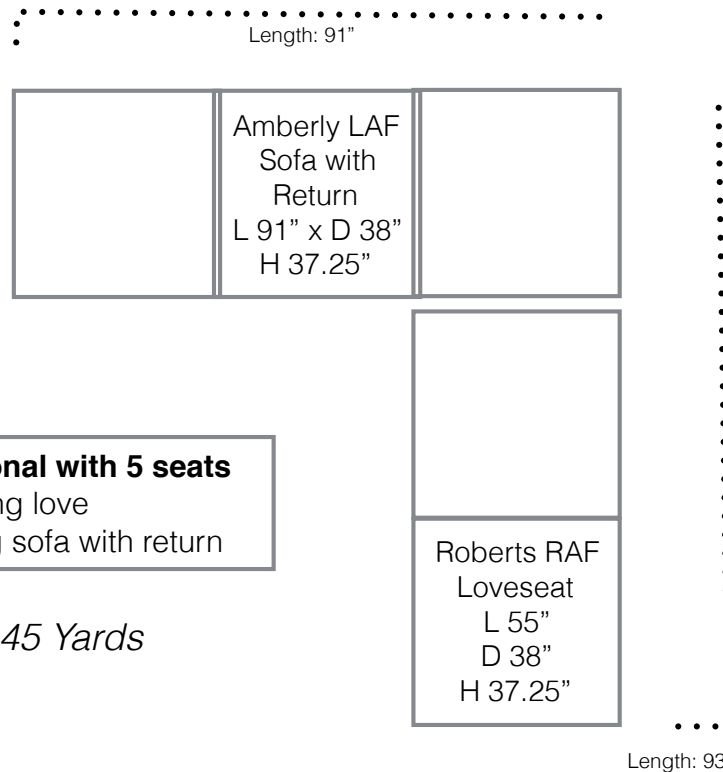 Length: 91”
Amberly LAF
Sofa with
Return
L 91” x D 38”
H 37.25”
onal with 5 seats
ng love
g sofa with return
45 Yards
Roberts RAF
Loveseat
L 55”
D 38”
H 37.25”
Length: 93